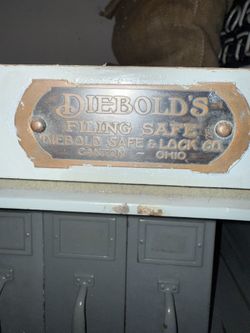 DIEBOLD'S
FILING SAFE
DIEBOLD SAFE & LOCK CO.
CANTON – OHIO.